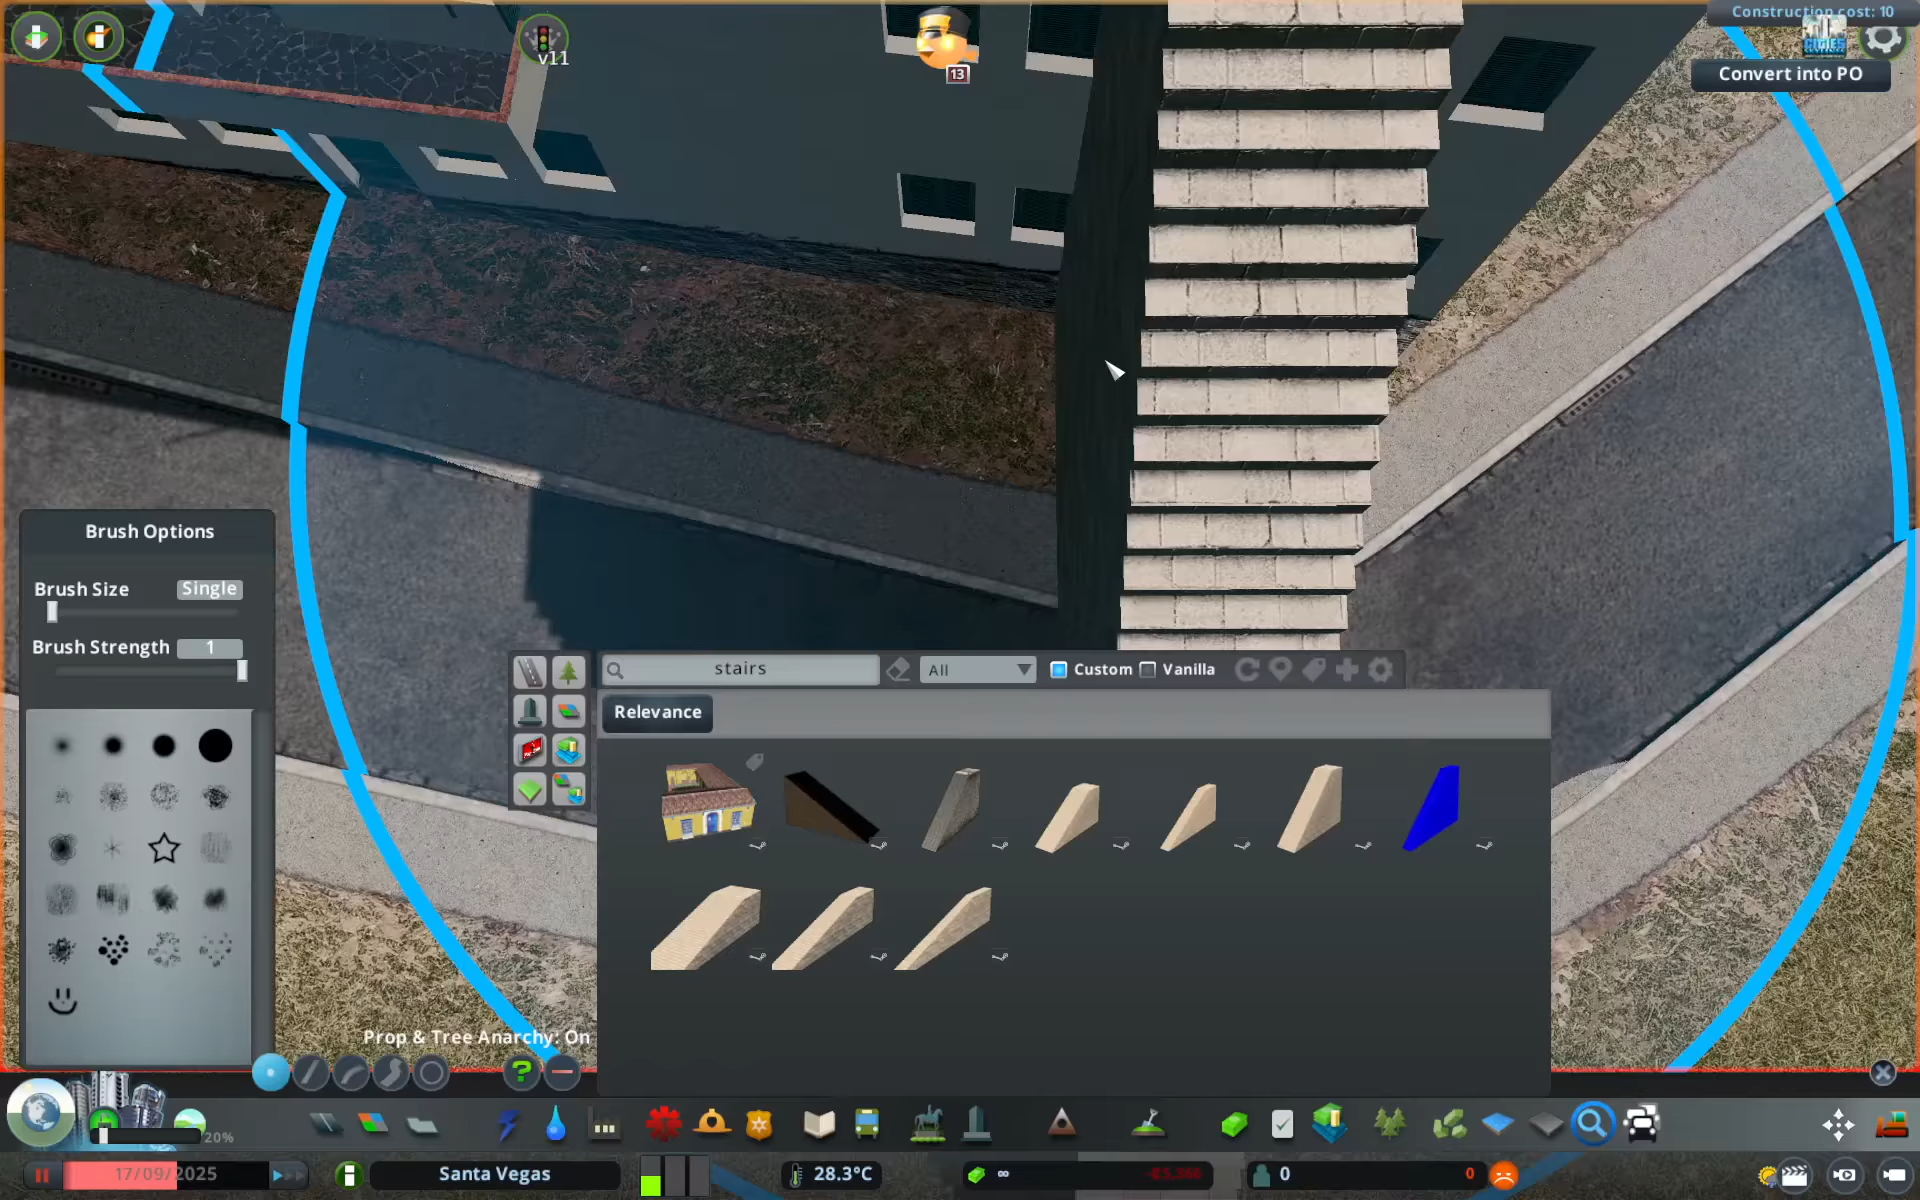 Construction cost: 10
v11
CITIES
13
Convert into PO
Brush Options
Brush Size Single
Brush Strength 1
stairs
All
Custom
Vanilla
Relevance
Prop & Tree Anarchy: On
20%
17/09/2025
Santa Vegas
28.3°C
∞
0
0